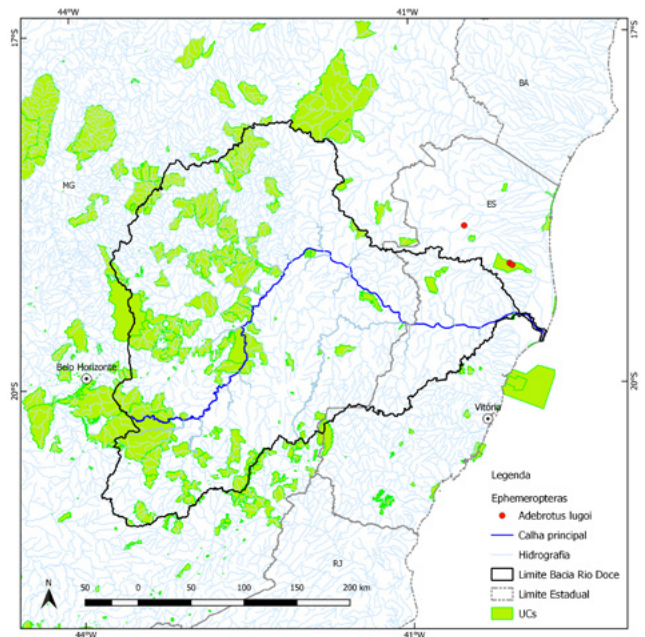 44°W
41°W
17°S
17°S
BA
MG
ES
Belo Horizonte
20°S
20°S
Vitória
Legenda
Ephemeropteras
Adebrotus lugoi
Calha principal
Hidrografia
Limite Bacia Rio Doce
Limite Estadual
UCs
RJ
N
50 0 50 100 150 200 km
44°W
41°W